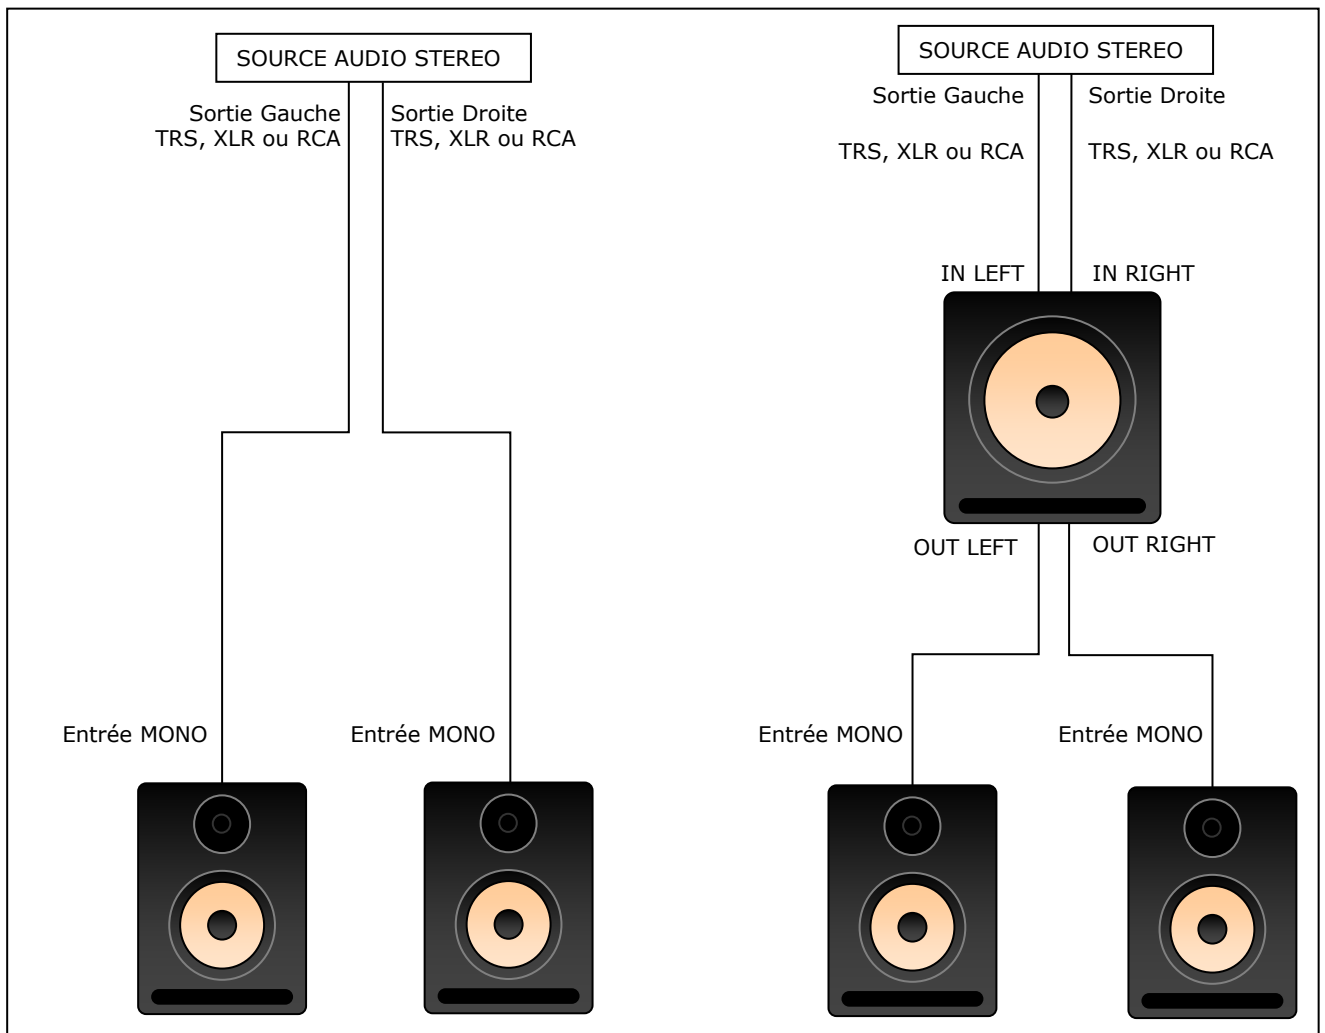 SOURCE AUDIO STEREO
Sortie Gauche
TRS, XLR ou RCA
Sortie Droite
TRS, XLR ou RCA
Entrée MONO
Entrée MONO
SOURCE AUDIO STEREO
Sortie Gauche
Sortie Droite
TRS, XLR ou RCA
TRS, XLR ou RCA
IN LEFT
IN RIGHT
OUT LEFT
OUT RIGHT
Entrée MONO
Entrée MONO